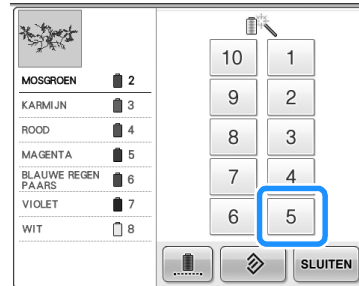 MOSGROEN 2
KARMIJN 3
ROOD 4
MAGENTA 5
BLAUWE REGEN
PAARS 6
VIOLET 7
WIT 8
10 1
9 2
8 3
7 4
6 5
SLUITEN